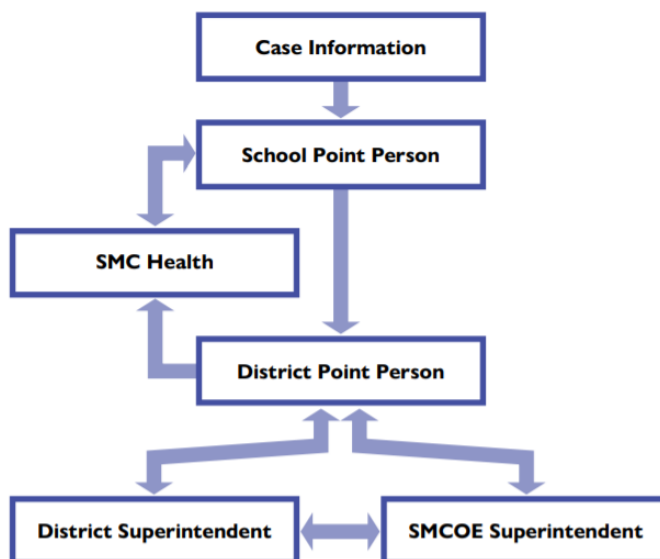 Case Information
School Point Person
SMC Health
District Point Person
District Superintendent
SMCOE Superintendent